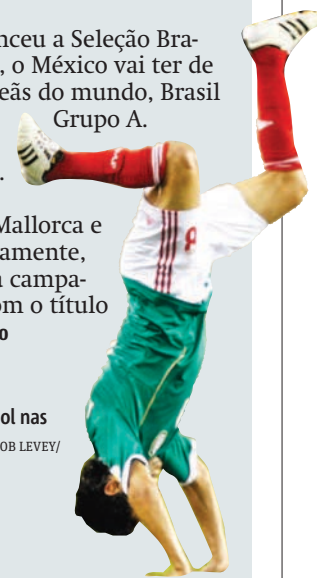 nceu a Seleção Bra-
, o México vai ter de
eãs do mundo, Brasil
Grupo A.
.
Mallorca e
amente,
a campa-
om o título
o
ol nas
OB LEVEY/
8